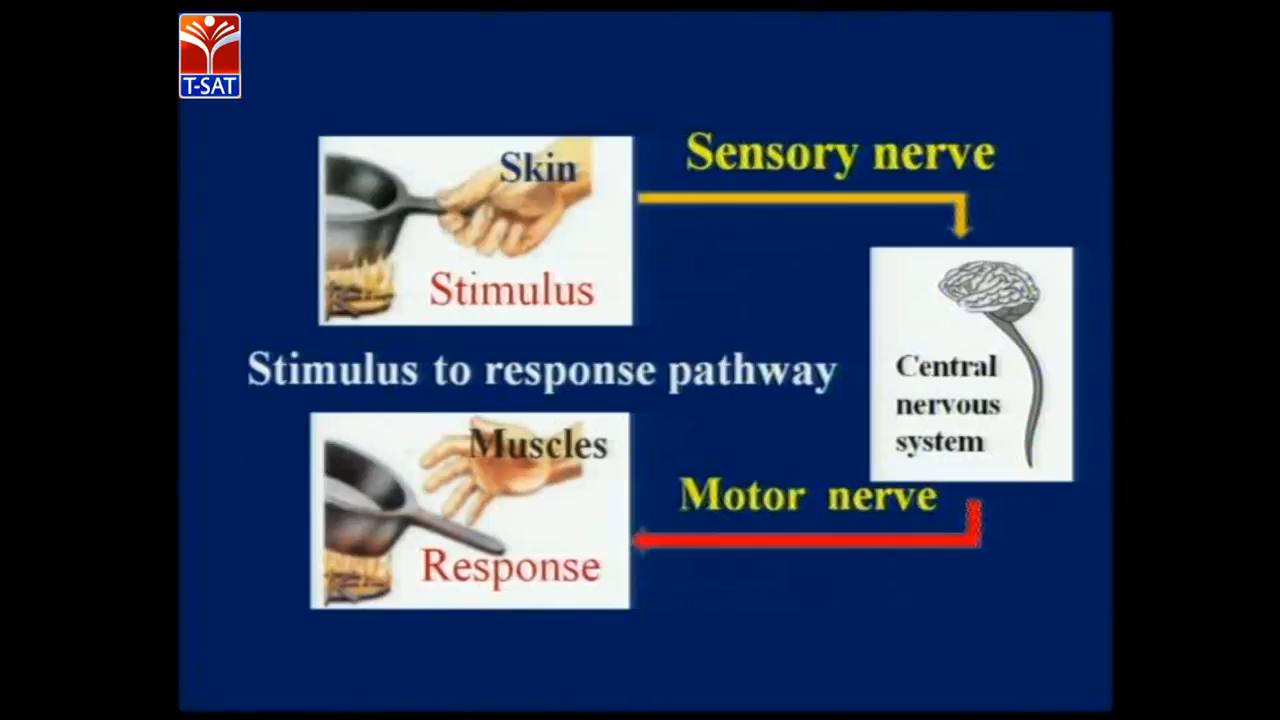 T-SAT
Skin
Stimulus
Sensory nerve
Central
nervous
system
Stimulus to response pathway
Muscles
Response
Motor nerve